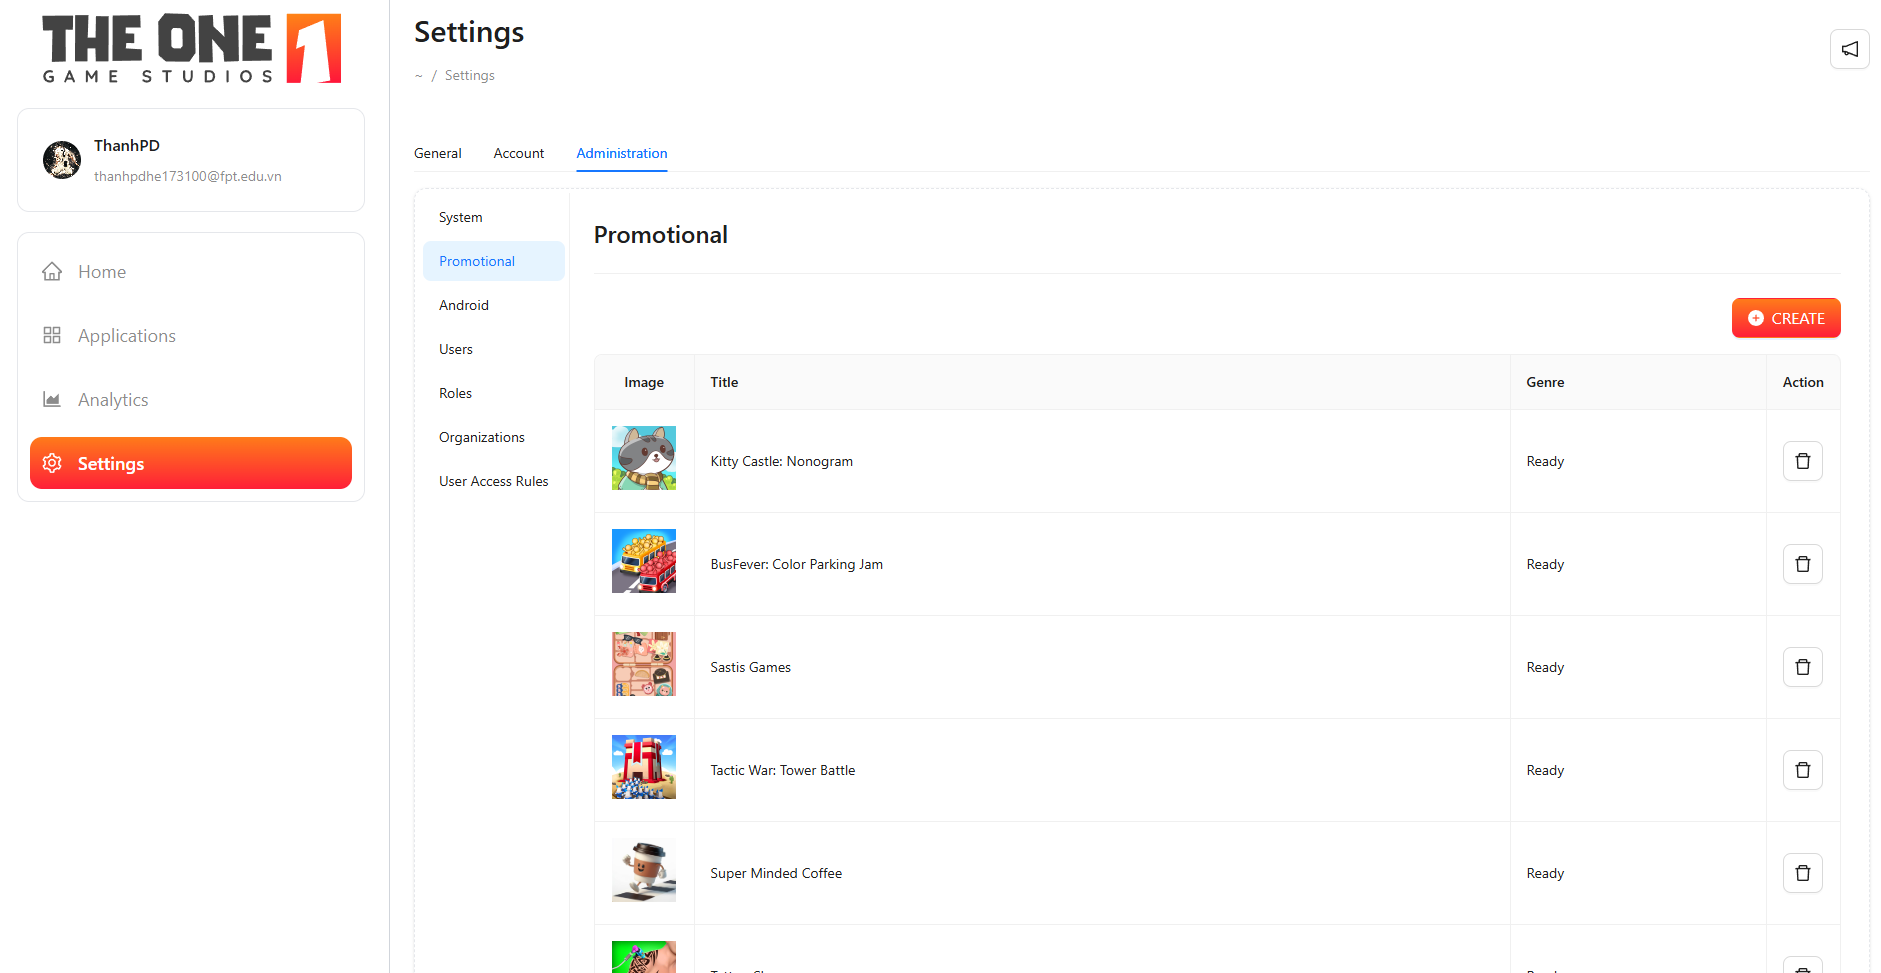 THE ONE 1
GAME STUDIOS
ThanhPD
thanhpdhe173100@fpt.edu.vn
Home
Applications
Analytics
Settings
Settings
~ / Settings
General Account Administration
System
Promotional
Android
Users
Roles
Organizations
User Access Rules
Promotional
CREATE
Image Title Genre Action
Kitty Castle: Nonogram Ready
BusFever: Color Parking Jam Ready
Sastis Games Ready
Tactic War: Tower Battle Ready
Super Minded Coffee Ready